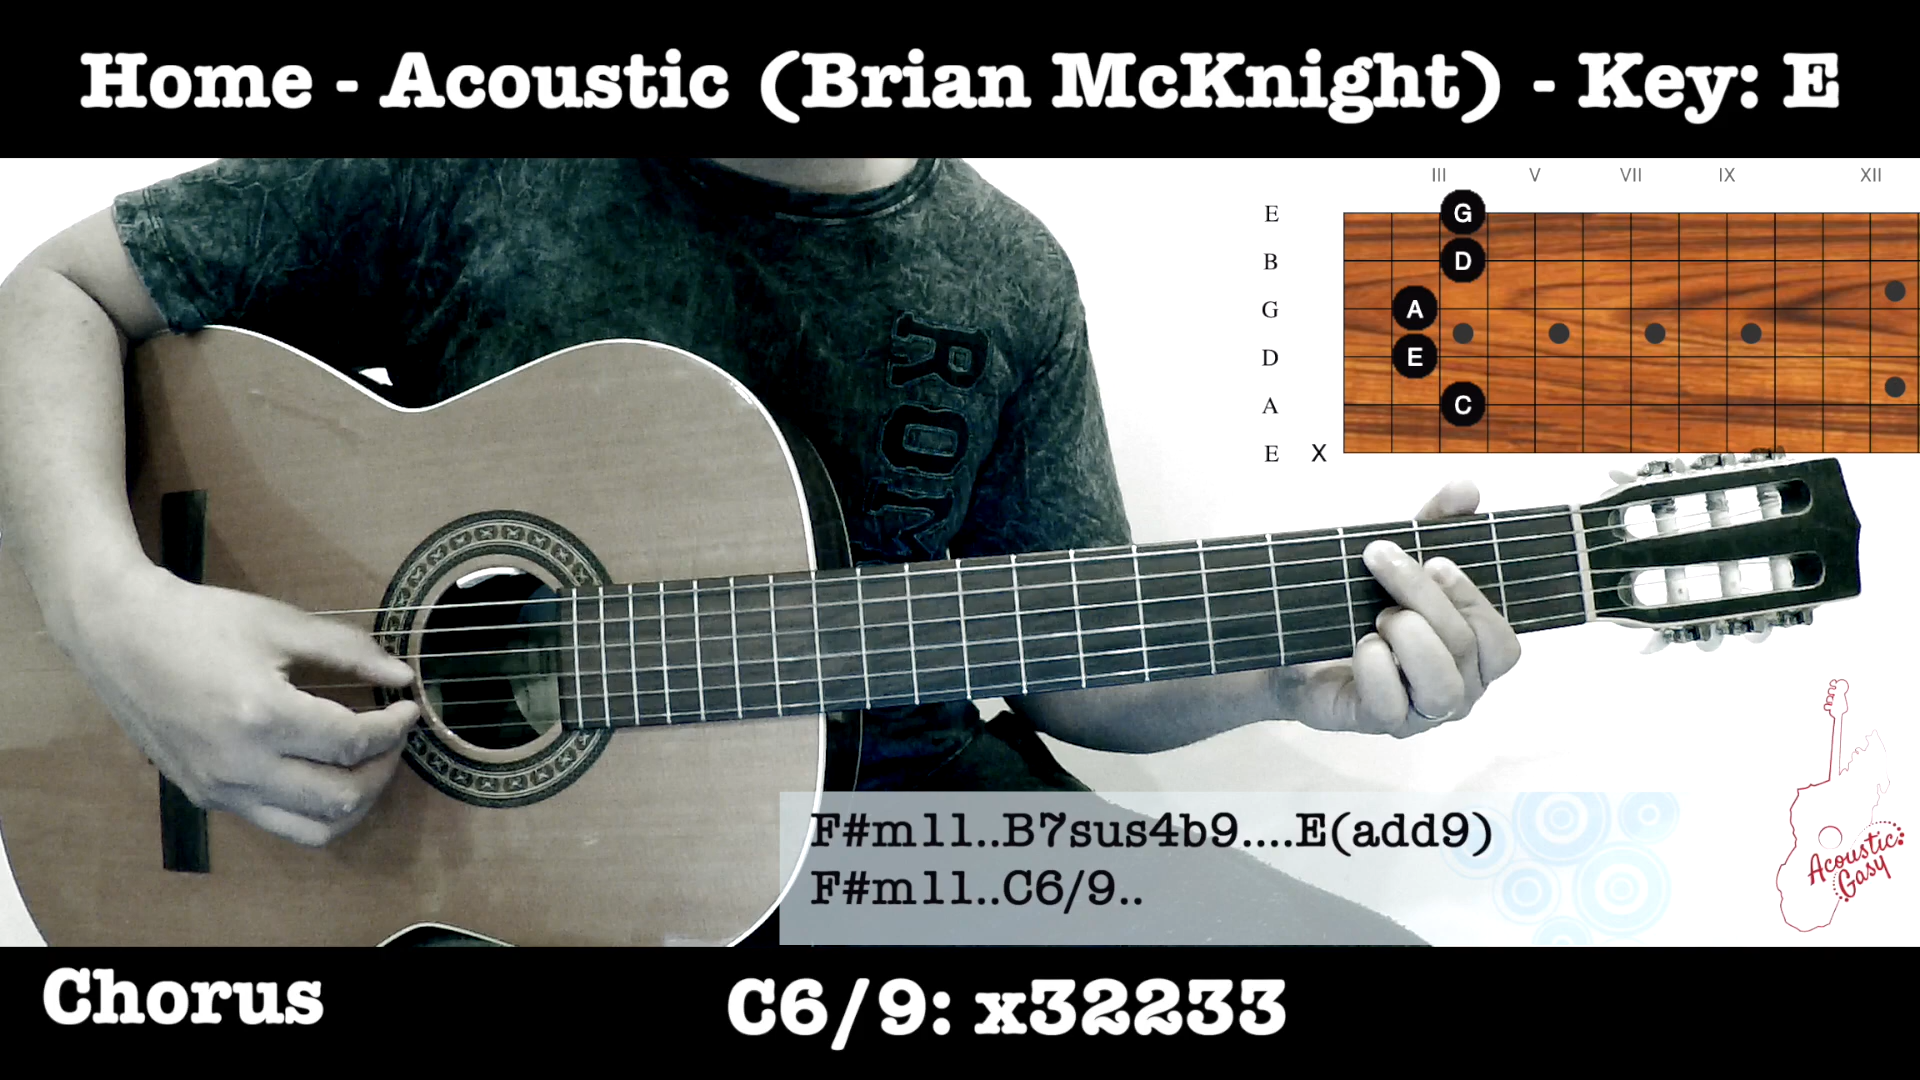 Home - Acoustic (Brian McKnight) - Key: E
III V VII IX XII
E G
B D
G A
D E
A C
E X
ROM
F#m11..B7sus4b9....E(add9)
F#m11..C6/9..
Acoustic
Gasy
Chorus
C6/9: x32233